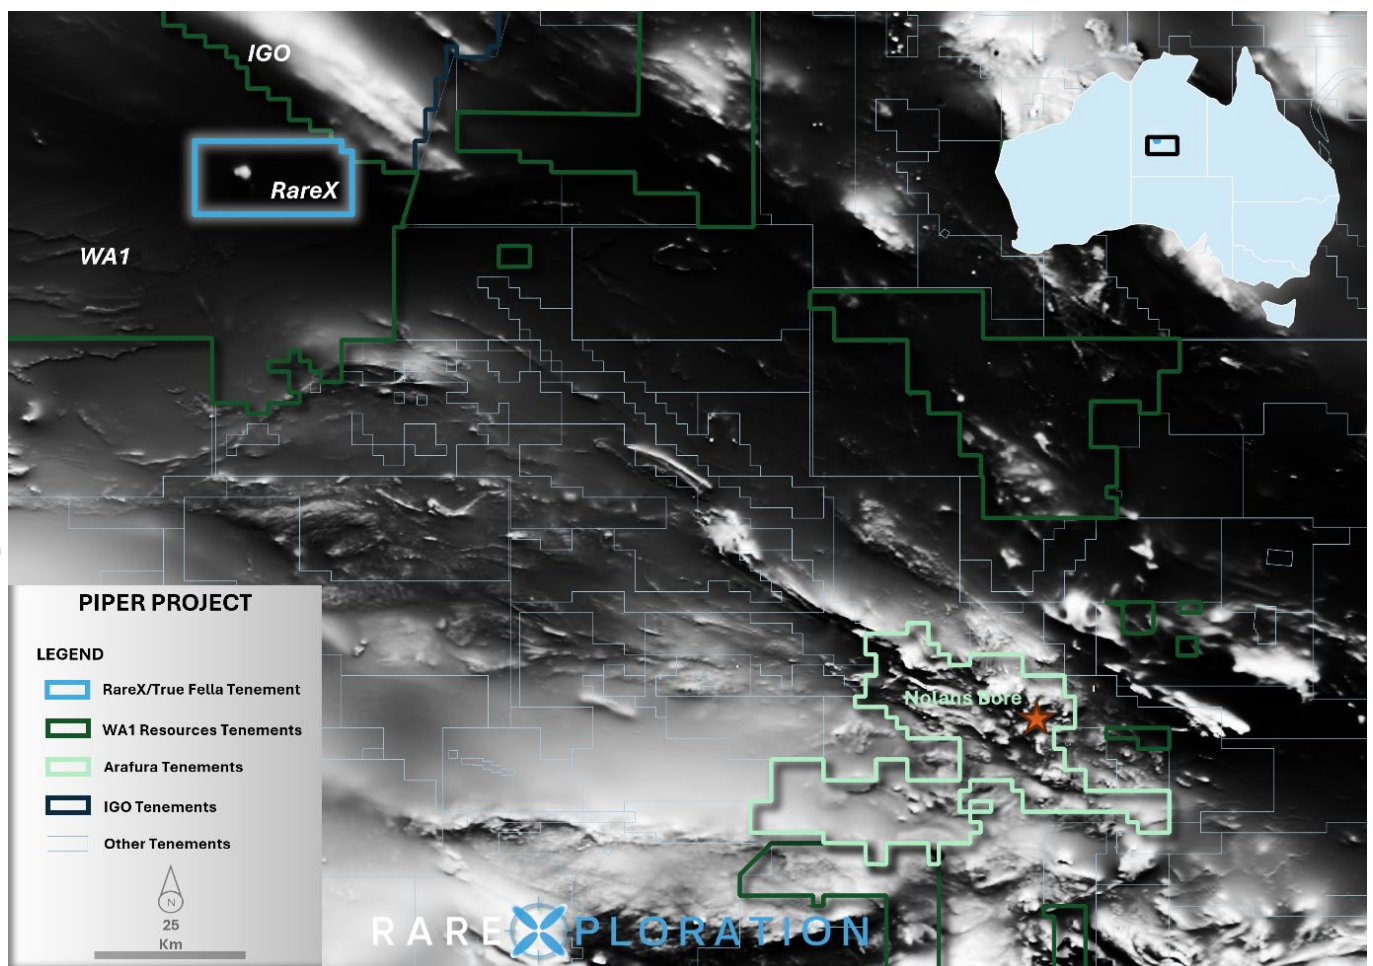 IGO
RareX
WA1
Nolans Bore
PIPER PROJECT
LEGEND
RareX/True Fella Tenement
WA1 Resources Tenements
Arafura Tenements
IGO Tenements
Other Tenements
N
25
Km
RAREXPLORATION